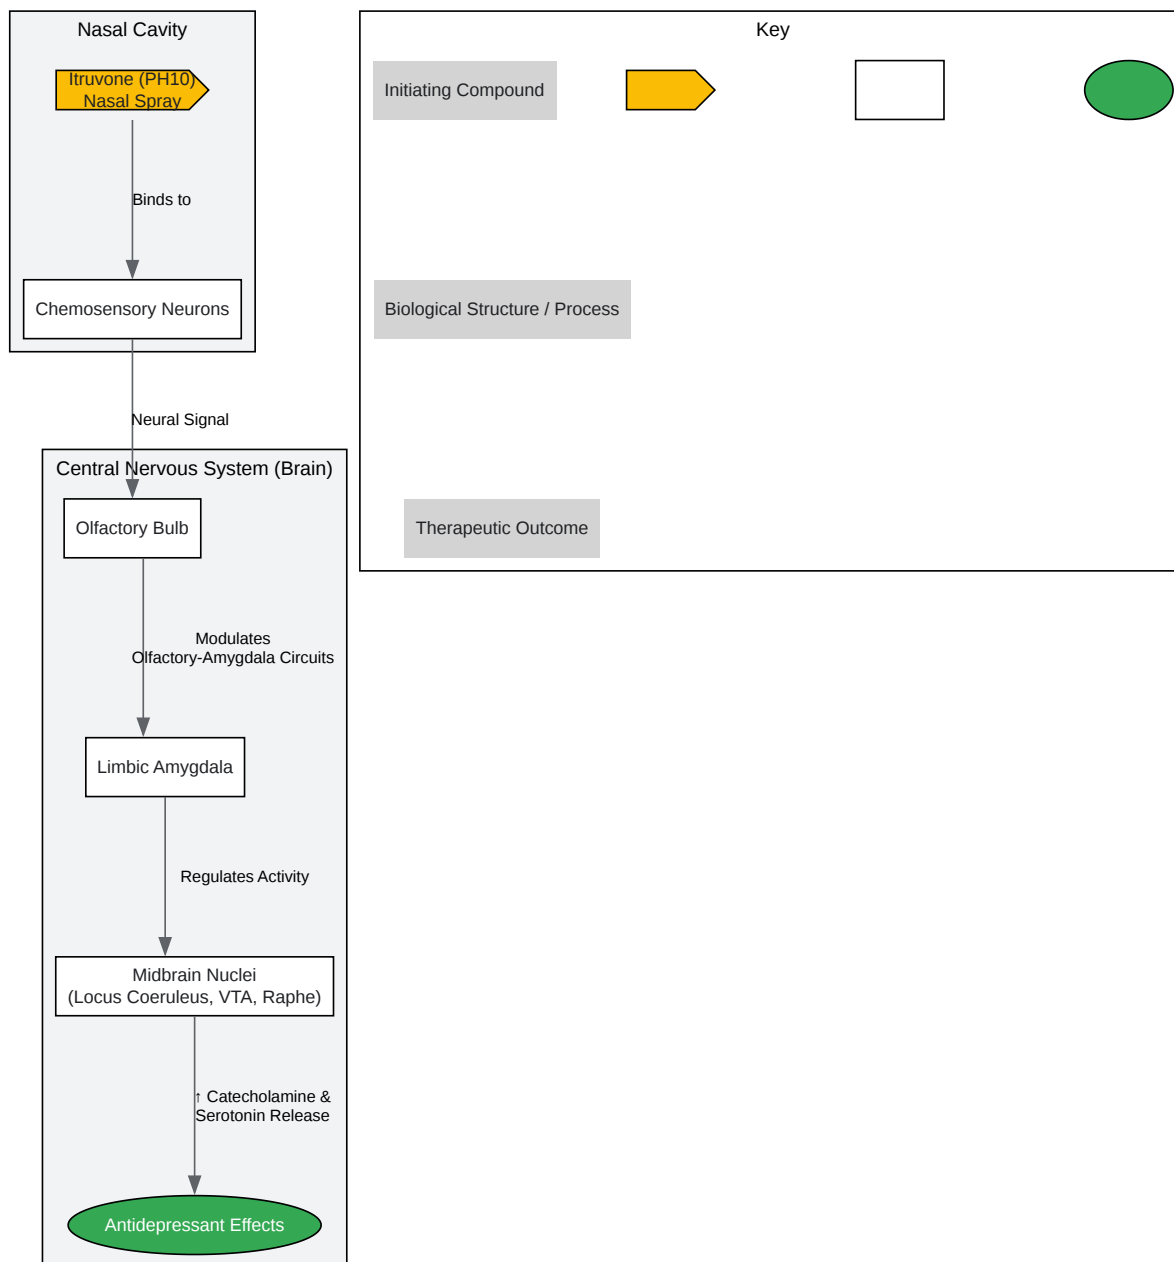 Nasal Cavity
Itruvone (PH10)
Nasal Spray
Binds to
Chemosensory Neurons
Neural Signal
Central Nervous System (Brain)
Olfactory Bulb
Modulates
Olfactory-Amygdala Circuits
Limbic Amygdala
Regulates Activity
Midbrain Nuclei
(Locus Coeruleus, VTA, Raphe)
↑ Catecholamine &
Serotonin Release
Antidepressant Effects
Key
Initiating Compound
Biological Structure / Process
Therapeutic Outcome